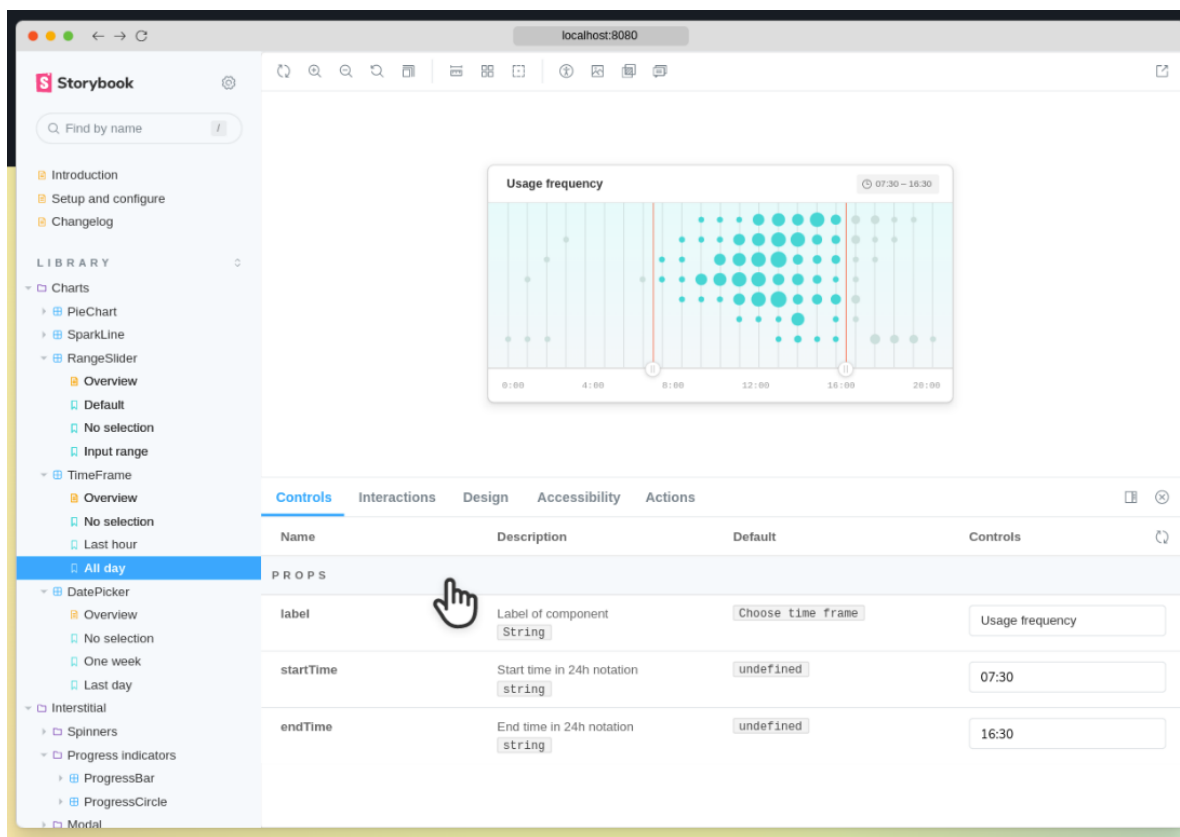 localhost:8080
Storybook
Find by name /
Introduction
Setup and configure
Changelog
LIBRARY
Charts
PieChart
SparkLine
RangeSlider
Overview
Default
No selection
Input range
TimeFrame
Overview
No selection
Last hour
All day
DatePicker
Overview
No selection
One week
Last day
Interstitial
Spinners
Progress indicators
ProgressBar
ProgressCircle
Modal
Usage frequency 07:30 – 16:30
0:00 4:00 8:00 12:00 16:00 20:00
Controls Interactions Design Accessibility Actions
Name Description Default Controls
PROPS
label Label of component Choose time frame Usage frequency
String
startTime Start time in 24h notation undefined 07:30
string
endTime End time in 24h notation undefined 16:30
string